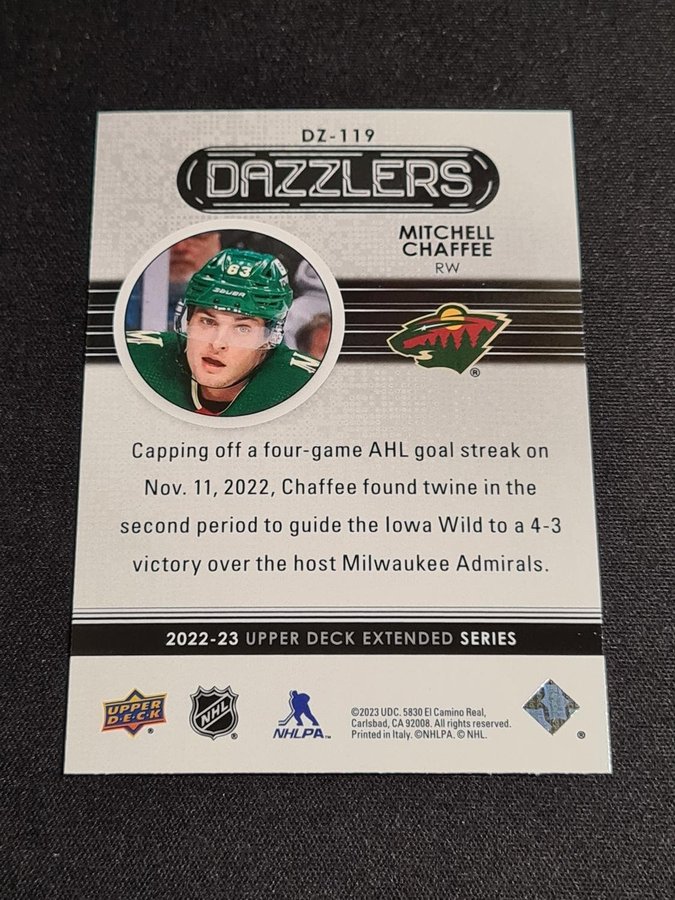 DZ-119
DAZZLERS
MITCHELL
CHAFFEE
RW
83
BAUER
N
®
Capping off a four-game AHL goal streak on
Nov. 11, 2022, Chaffee found twine in the
second period to guide the Iowa Wild to a 4-3
victory over the host Milwaukee Admirals.
2022-23 UPPER DECK EXTENDED SERIES
UPPER
D·E·C·K
®
NHL
®
NHLPA™
©2023 UDC. 5830 El Camino Real,
Carlsbad, CA 92008. All rights reserved.
Printed in Italy. ©NHLPA. © NHL.
®